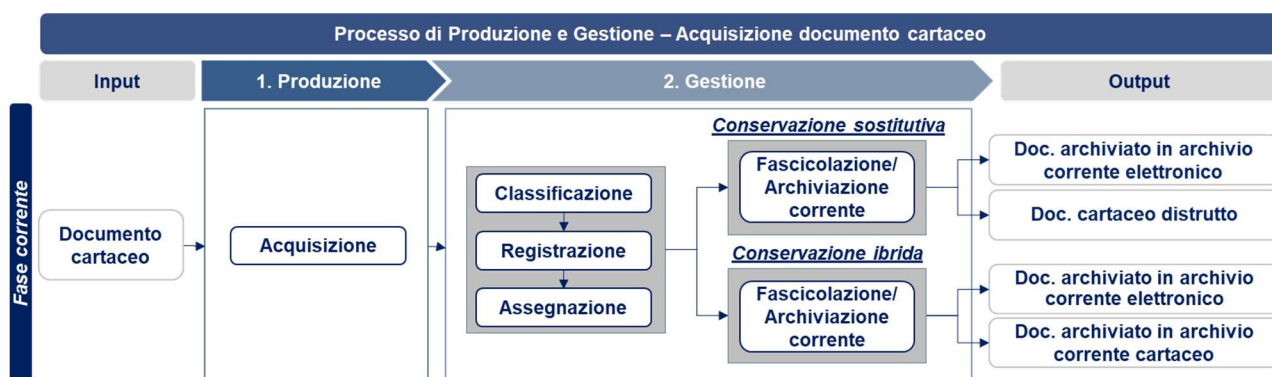 Processo di Produzione e Gestione – Acquisizione documento cartaceo
Input
1. Produzione
2. Gestione
Output
Fase corrente
Documento
cartaceo
Acquisizione
Classificazione
Registrazione
Assegnazione
Conservazione sostitutiva
Fascicolazione/
Archiviazione
corrente
Conservazione ibrida
Fascicolazione/
Archiviazione
corrente
Doc. archiviato in archivio
corrente elettronico
Doc. cartaceo distrutto
Doc. archiviato in archivio
corrente elettronico
Doc. archiviato in archivio
corrente cartaceo